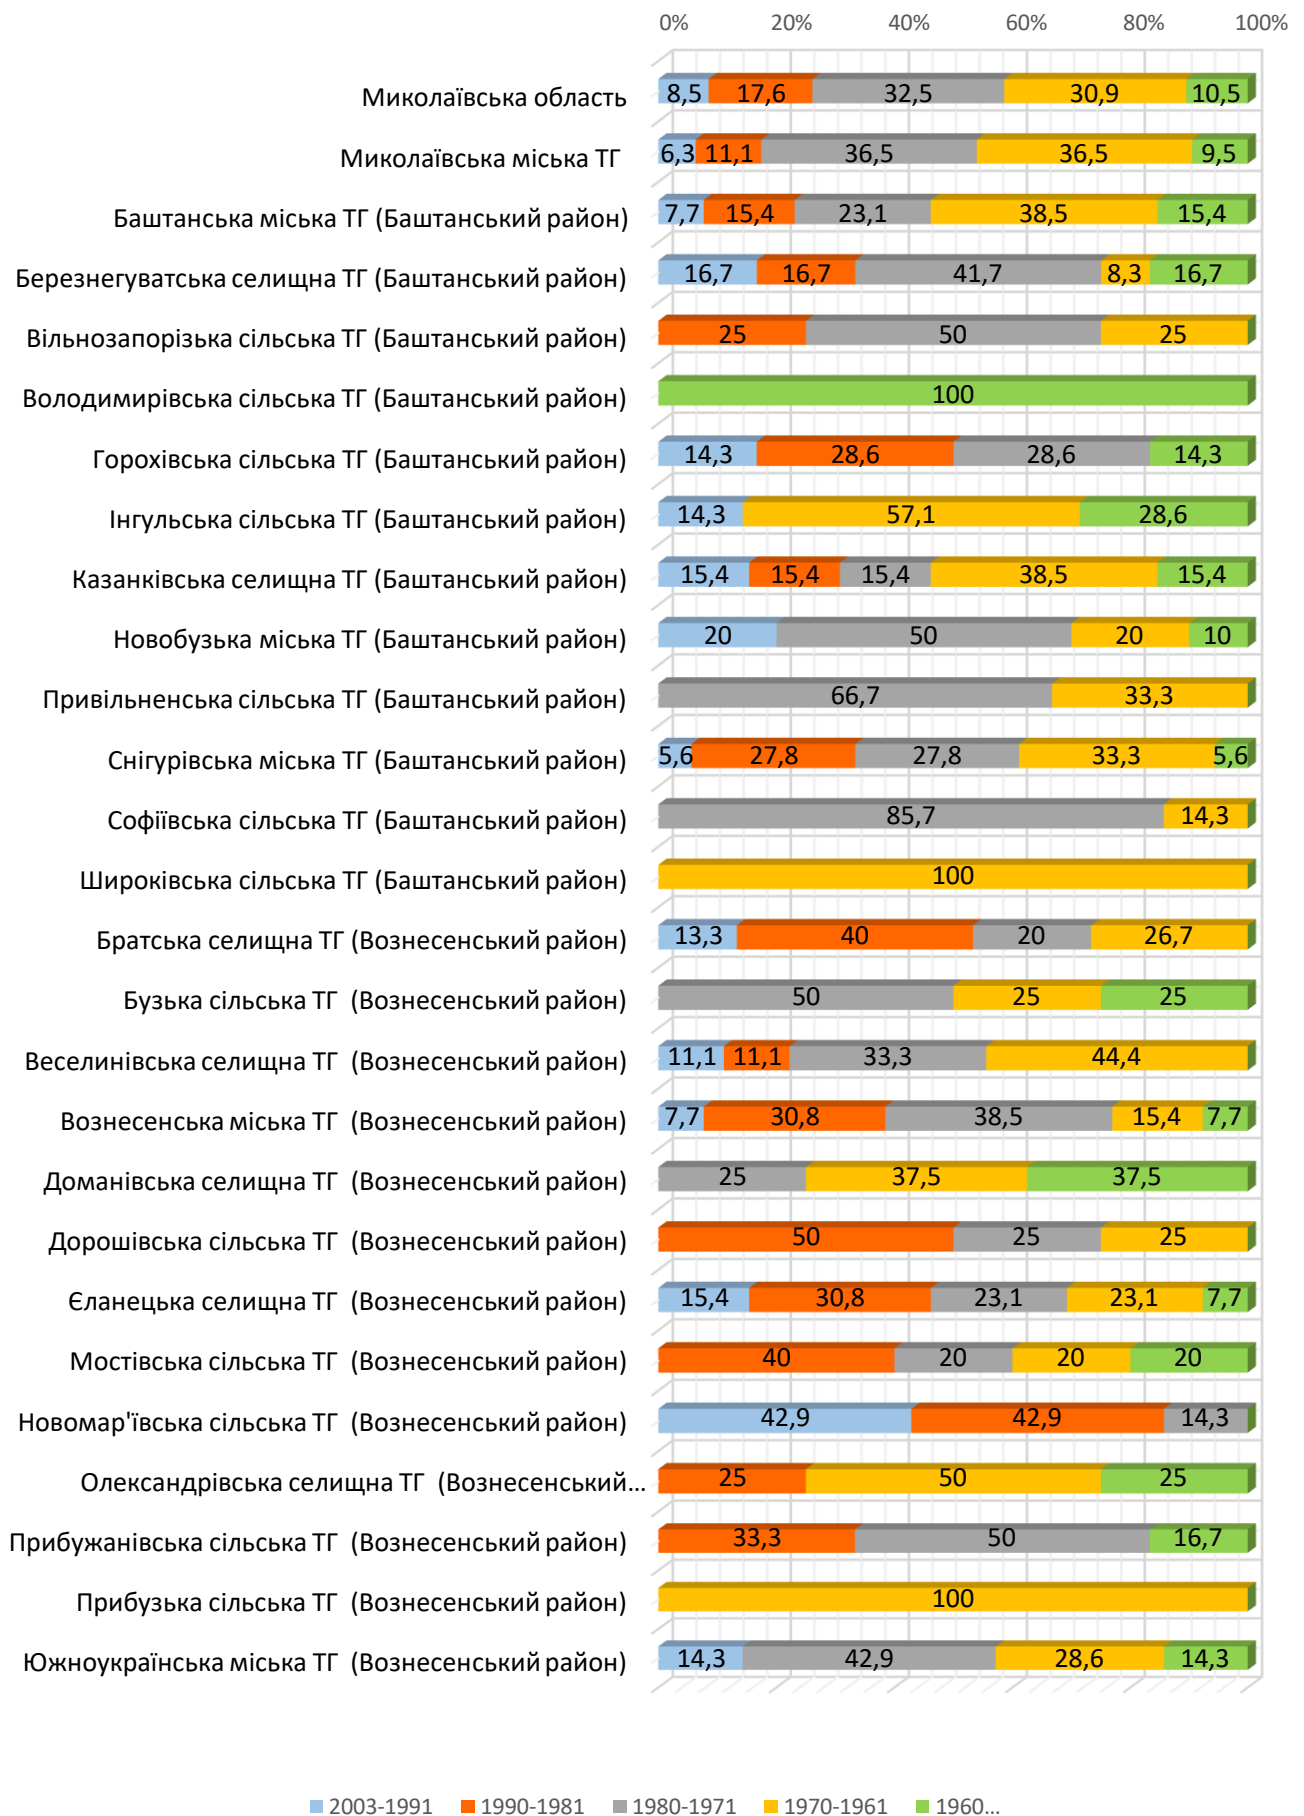 0% 20% 40% 60% 80% 100%
Миколаївська область 8,5 17,6 32,5 30,9 10,5
Миколаївська міська ТГ 6,3 11,1 36,5 36,5 9,5
Баштанська міська ТГ (Баштанський район) 7,7 15,4 23,1 38,5 15,4
Березнегуватська селищна ТГ (Баштанський район) 16,7 16,7 41,7 8,3 16,7
Вільнозапорізька сільська ТГ (Баштанський район) 25 50 25
Володимирівська сільська ТГ (Баштанський район) 100
Горохівська сільська ТГ (Баштанський район) 14,3 28,6 28,6 14,3
Інгульська сільська ТГ (Баштанський район) 14,3 57,1 28,6
Казанківська селищна ТГ (Баштанський район) 15,4 15,4 15,4 38,5 15,4
Новобузька міська ТГ (Баштанський район) 20 50 20 10
Привільненська сільська ТГ (Баштанський район) 66,7 33,3
Снігурівська міська ТГ (Баштанський район) 5,6 27,8 27,8 33,3 5,6
Софіївська сільська ТГ (Баштанський район) 85,7 14,3
Широківська сільська ТГ (Баштанський район) 100
Братська селищна ТГ (Вознесенський район) 13,3 40 20 26,7
Бузька сільська ТГ (Вознесенський район) 50 25 25
Веселинівська селищна ТГ (Вознесенський район) 11,1 11,1 33,3 44,4
Вознесенська міська ТГ (Вознесенський район) 7,7 30,8 38,5 15,4 7,7
Доманівська селищна ТГ (Вознесенський район) 25 37,5 37,5
Дорошівська сільська ТГ (Вознесенський район) 50 25 25
Єланецька селищна ТГ (Вознесенський район) 15,4 30,8 23,1 23,1 7,7
Мостівська сільська ТГ (Вознесенський район) 40 20 20 20
Новомар'ївська сільська ТГ (Вознесенський район) 42,9 42,9 14,3
Олександрівська селищна ТГ (Вознесенський... 25 50 25
Прибужанівська сільська ТГ (Вознесенський район) 33,3 50 16,7
Прибузька сільська ТГ (Вознесенський район) 100
Южноукраїнська міська ТГ (Вознесенський район) 14,3 42,9 28,6 14,3
2003-1991 1990-1981 1980-1971 1970-1961 1960...